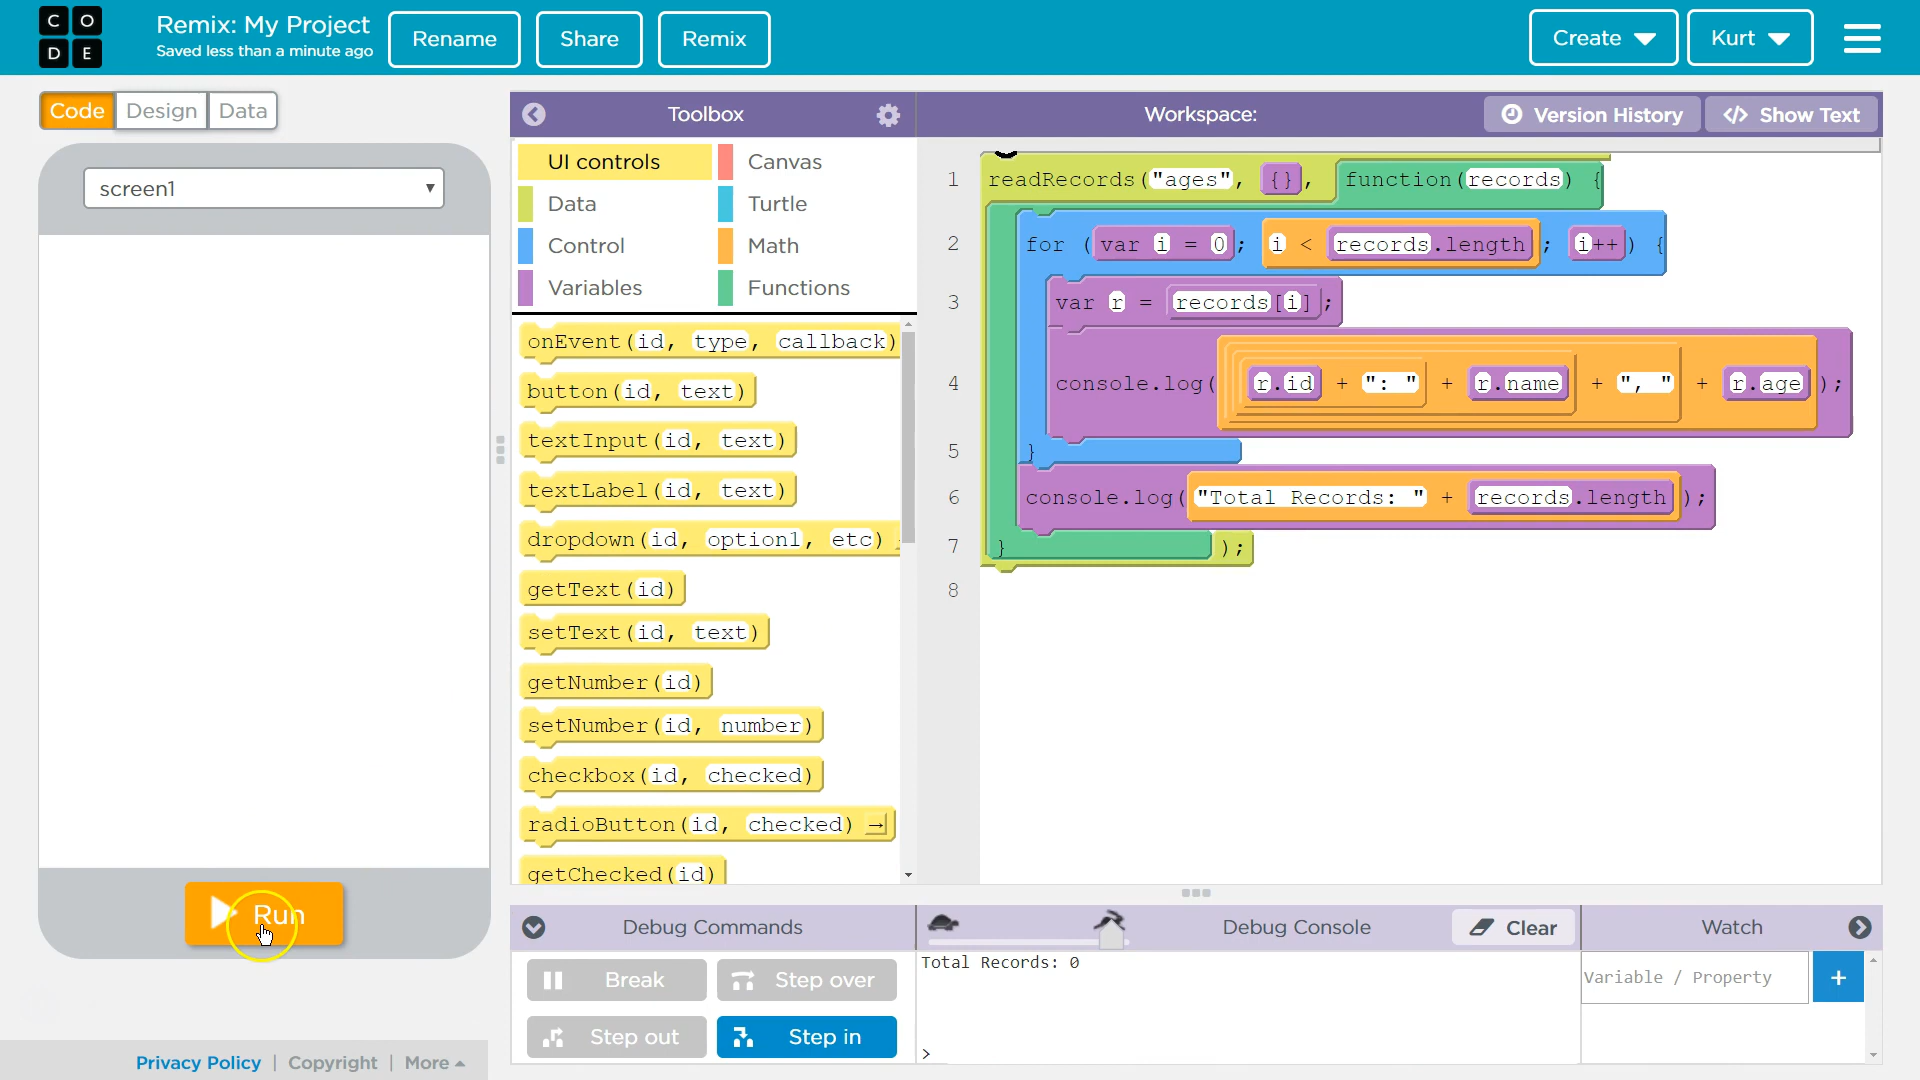 C O
D E
Remix: My Project
Saved less than a minute ago
Rename
Share
Remix
Create
Kurt
Code
Design
Data
screen1
Run
Privacy Policy | Copyright | More
Toolbox
UI controls
Canvas
Data
Turtle
Control
Math
Variables
Functions
onEvent(id, type, callback)
button(id, text)
textInput(id, text)
textLabel(id, text)
dropdown(id, option1, etc)
getText(id)
setText(id, text)
getNumber(id)
setNumber(id, number)
checkbox(id, checked)
radioButton(id, checked) →
getChecked(id)
Workspace:
Version History
</> Show Text
1 readRecords("ages", {}, function(records) {
2 for (var i = 0; i < records.length; i++) {
3 var r = records[i];
4 console.log(r.id + ": " + r.name + ", " + r.age);
5 }
6 console.log("Total Records: " + records.length);
7 });
8
Debug Commands
Break
Step over
Step out
Step in
Debug Console
Clear
Total Records: 0
>
Watch
Variable / Property
+